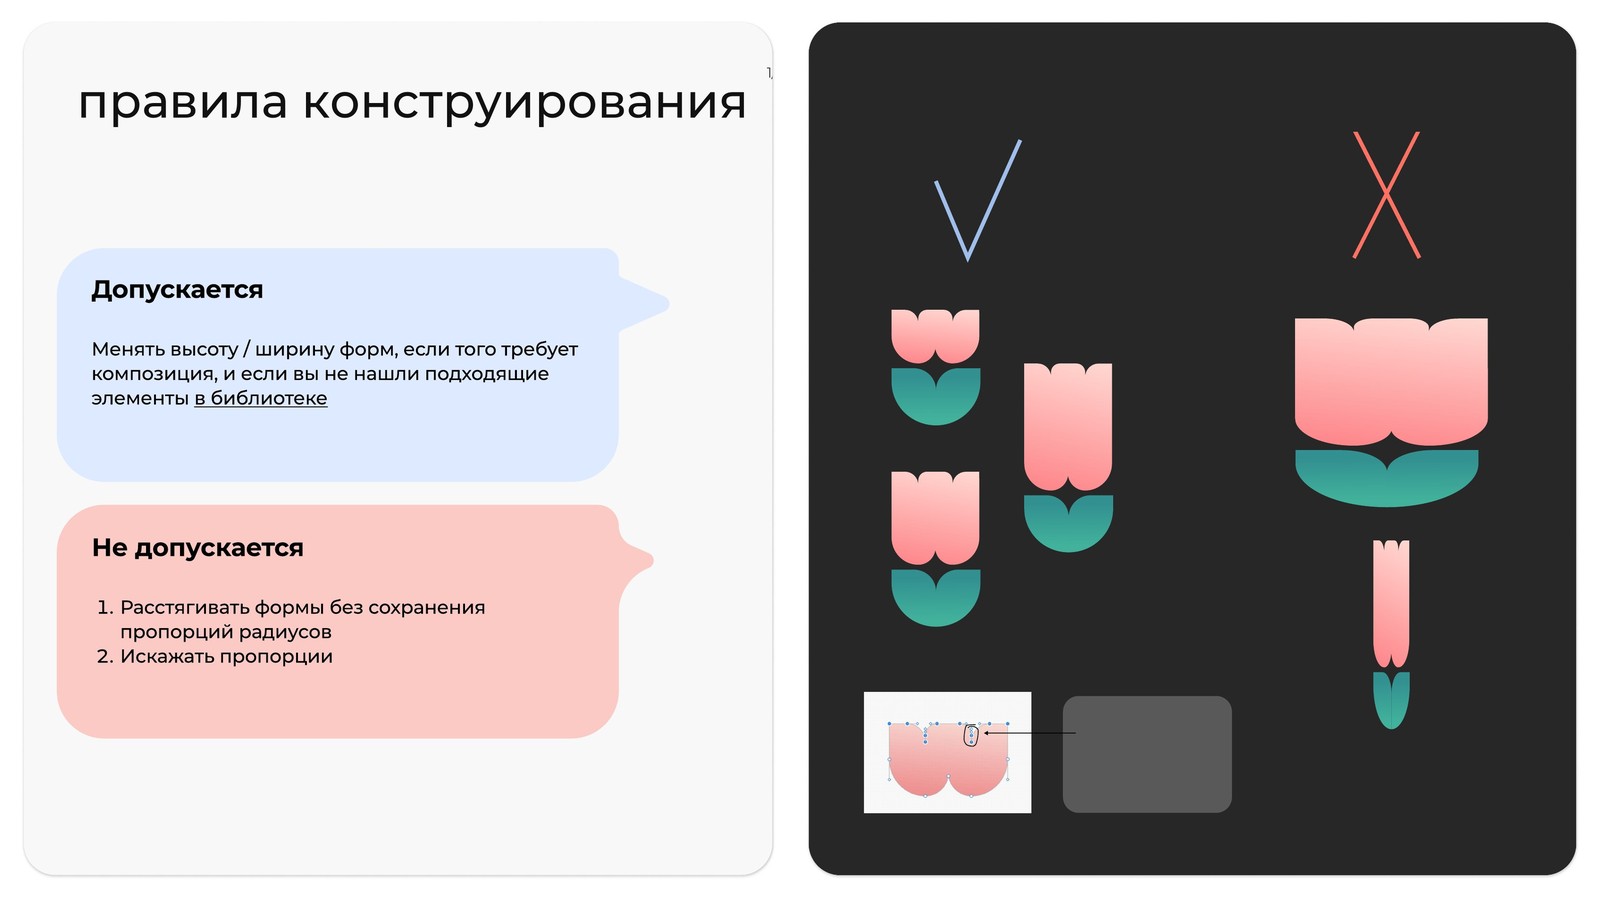 правила конструирования
Допускается
Менять высоту / ширину форм, если того требует
композиция, и если вы не нашли подходящие
элементы в библиотеке
Не допускается
1. Расстягивать формы без сохранения
пропорций радиусов
2. Искажать пропорции